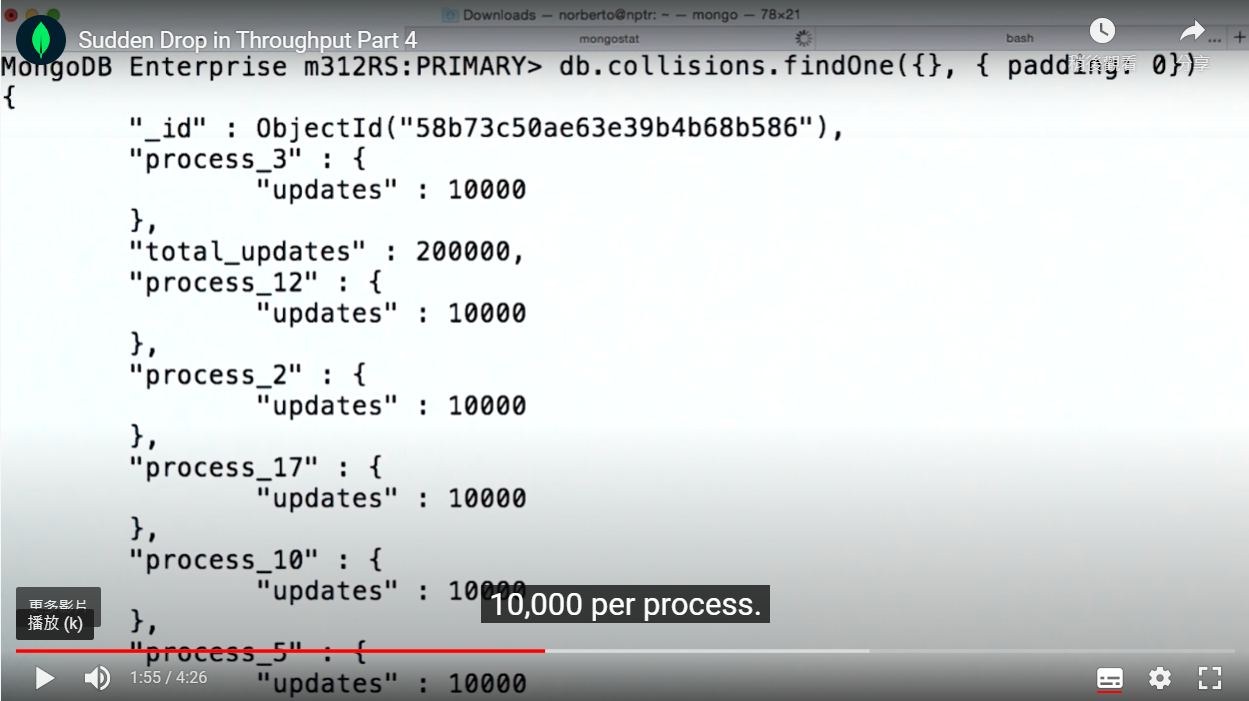 Downloads — norberto@nptr: ~ — mongo — 78×21
Sudden Drop in Throughput Part 4
mongostat
bash
...
+
稍後觀看
分享
MongoDB Enterprise m312RS:PRIMARY> db.collisions.findOne({}, { padding: 0})
{
"_id" : ObjectId("58b73c50ae63e39b4b68b586"),
"process_3" : {
"updates" : 10000
},
"total_updates" : 200000,
"process_12" : {
"updates" : 10000
},
"process_2" : {
"updates" : 10000
},
"process_17" : {
"updates" : 10000
},
"process_10" : {
"updates" : 10000
10,000 per process.
更多影片
播放 (k)
},
"process_5" : {
1:55 / 4:26
"updates" : 10000